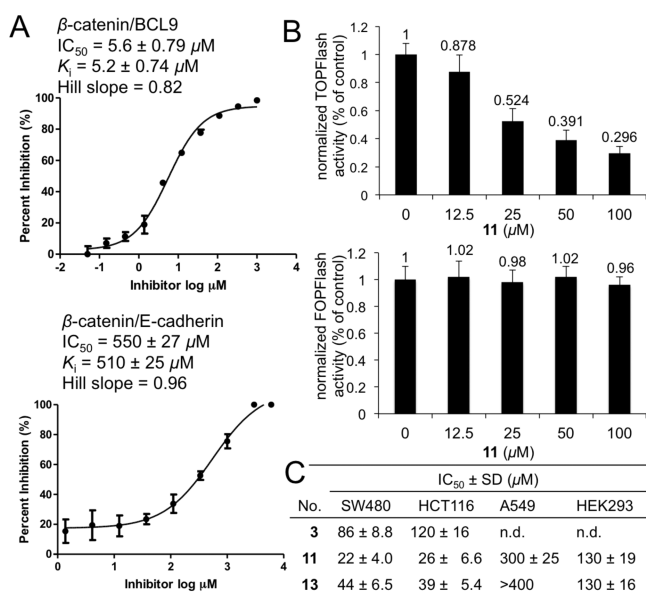 A
β-catenin/BCL9
IC50 = 5.6 ± 0.79 μM
Ki = 5.2 ± 0.74 μM
Hill slope = 0.82
Percent Inhibition (%)
100
80
60
40
20
0
-2 -1 0 1 2 3 4
Inhibitor log μM
β-catenin/E-cadherin
IC50 = 550 ± 27 μM
Ki = 510 ± 25 μM
Hill slope = 0.96
Percent Inhibition (%)
100
80
60
40
20
0
0 1 2 3 4
Inhibitor log μM
B
normalized TOPFlash
activity (% of control)
1.2
1
0.8
0.6
0.4
0.2
0
1 0.878 0.524 0.391 0.296
0 12.5 25 50 100
11 (μM)
normalized FOPFlash
activity (% of control)
1.2
1
0.8
0.6
0.4
0.2
0
1 1.02 0.98 1.02 0.96
0 12.5 25 50 100
11 (μM)
C
IC50 ± SD (μM)
No. SW480 HCT116 A549 HEK293
3 86 ± 8.8 120 ± 16 n.d. n.d.
11 22 ± 4.0 26 ± 6.6 300 ± 25 130 ± 19
13 44 ± 6.5 39 ± 5.4 >400 130 ± 16